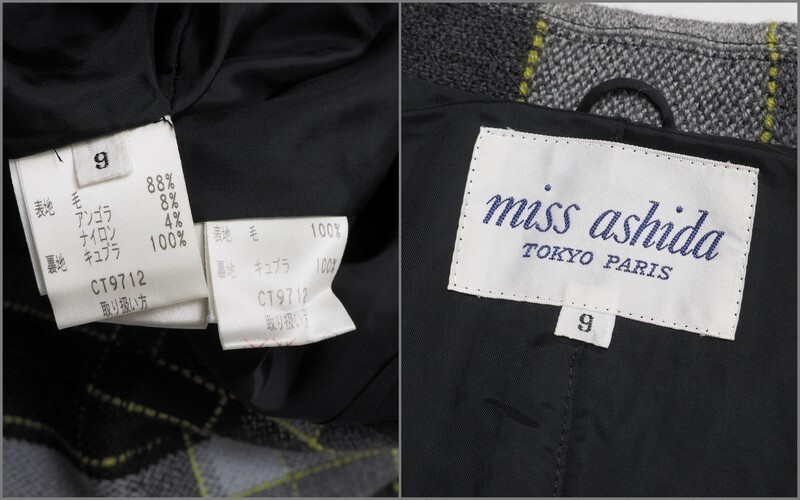 9
表地 毛 88%
アンゴラ 8%
ナイロン 4%
裏地 キュプラ 100%
CT9712
取り扱い方
表地 毛 100%
裏地 キュプラ 100%
CT9712
取り扱い方
miss ashida
TOKYO PARIS
9